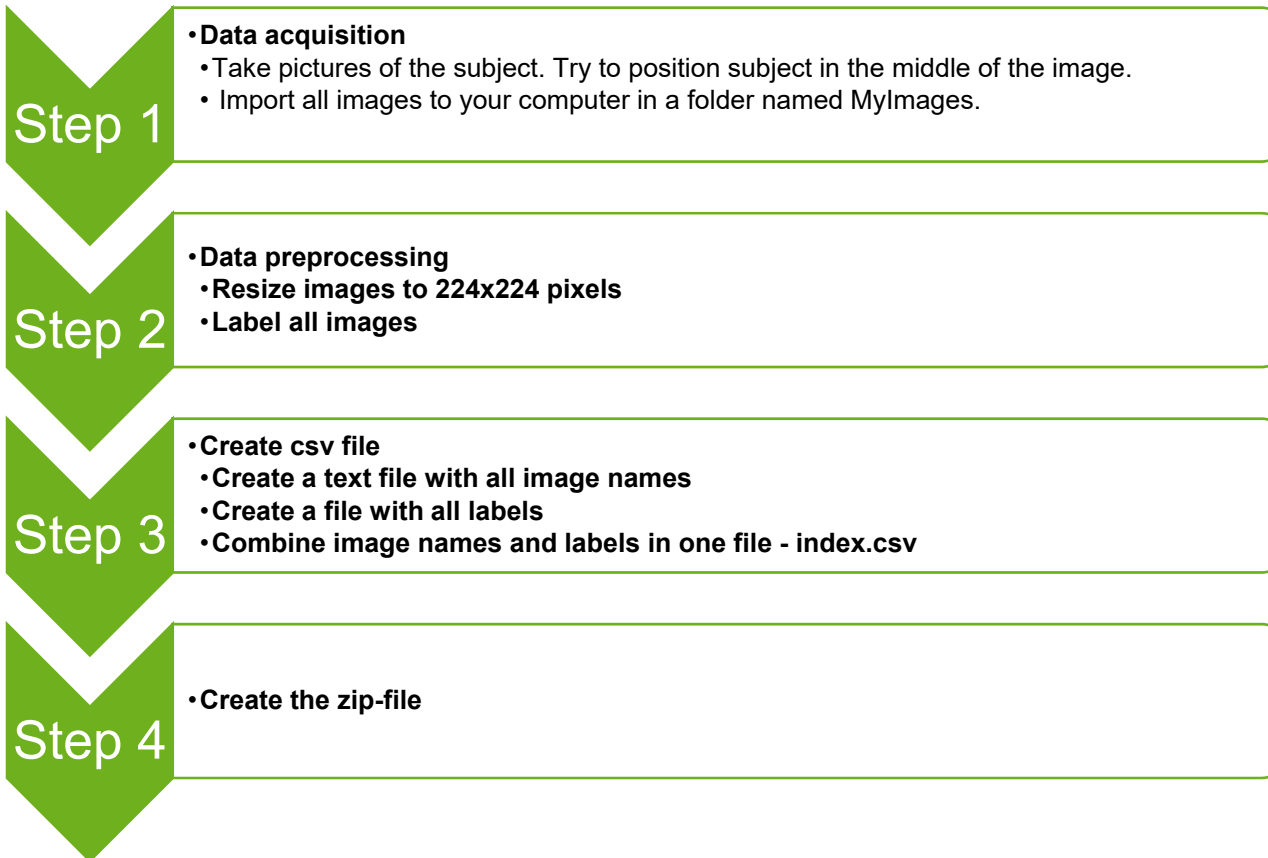 Step 1
•Data acquisition
•Take pictures of the subject. Try to position subject in the middle of the image.
• Import all images to your computer in a folder named MyImages.
Step 2
•Data preprocessing
•Resize images to 224x224 pixels
•Label all images
Step 3
•Create csv file
•Create a text file with all image names
•Create a file with all labels
•Combine image names and labels in one file - index.csv
Step 4
•Create the zip-file